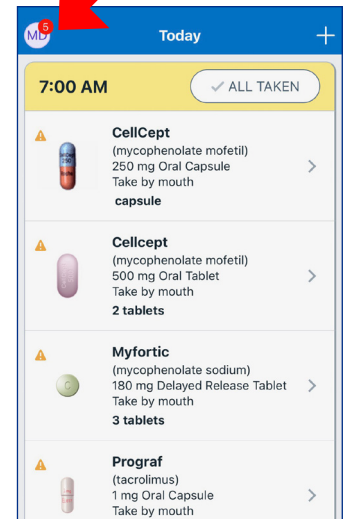 MD 5
Today
7:00 AM
ALL TAKEN
CellCept
(mycophenolate mofetil)
250 mg Oral Capsule
Take by mouth
capsule
Cellcept
(mycophenolate mofetil)
500 mg Oral Tablet
Take by mouth
2 tablets
Myfortic
(mycophenolate sodium)
180 mg Delayed Release Tablet
Take by mouth
3 tablets
Prograf
(tacrolimus)
1 mg Oral Capsule
Take by mouth